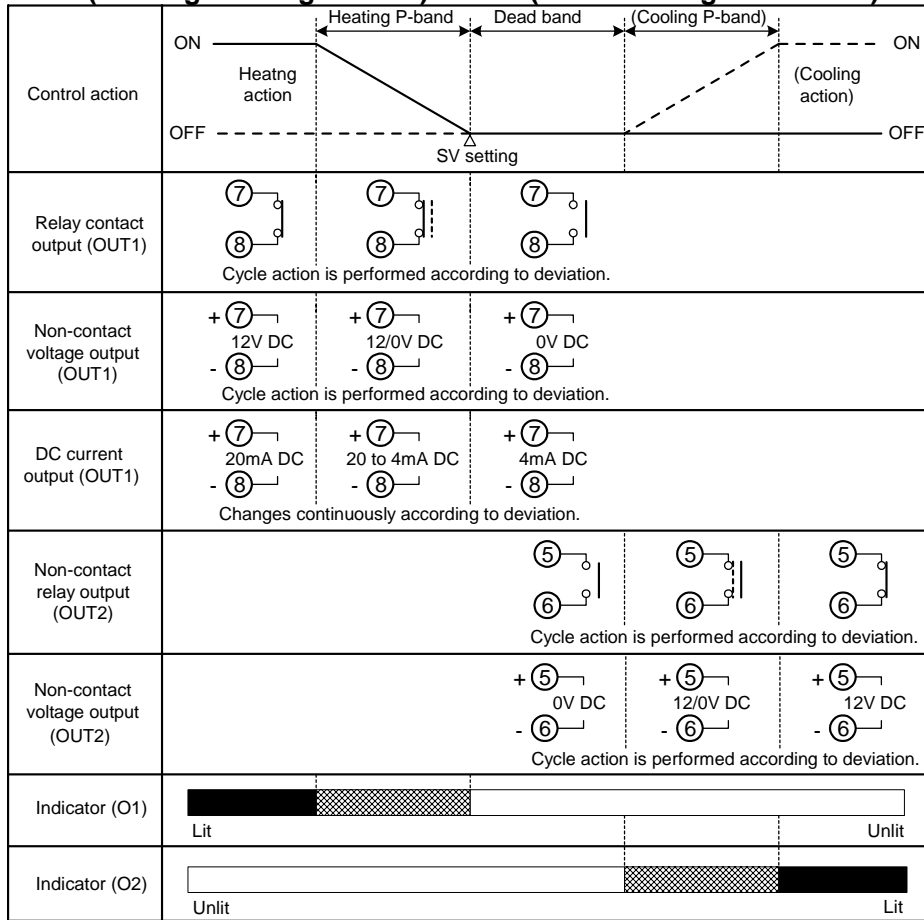 Heating P-band Dead band (Cooling P-band)
ON ON
Heatng
action
(Cooling
action)
Control action
OFF OFF
SV setting
Relay contact
output (OUT1)
7 7 7
8 8 8
Cycle action is performed according to deviation.
Non-contact
voltage output
(OUT1)
+ 7 + 7 + 7
12V DC 12/0V DC 0V DC
- 8 - 8 - 8
Cycle action is performed according to deviation.
DC current
output (OUT1)
+ 7 + 7 + 7
20mA DC 20 to 4mA DC 4mA DC
- 8 - 8 - 8
Changes continuously according to deviation.
Non-contact
relay output
(OUT2)
5 5 5
6 6 6
Cycle action is performed according to deviation.
Non-contact
voltage output
(OUT2)
+ 5 + 5 + 5
0V DC 12/0V DC 12V DC
- 6 - 6 - 6
Cycle action is performed according to deviation.
Indicator (O1)
Lit Unlit
Indicator (O2)
Unlit Lit